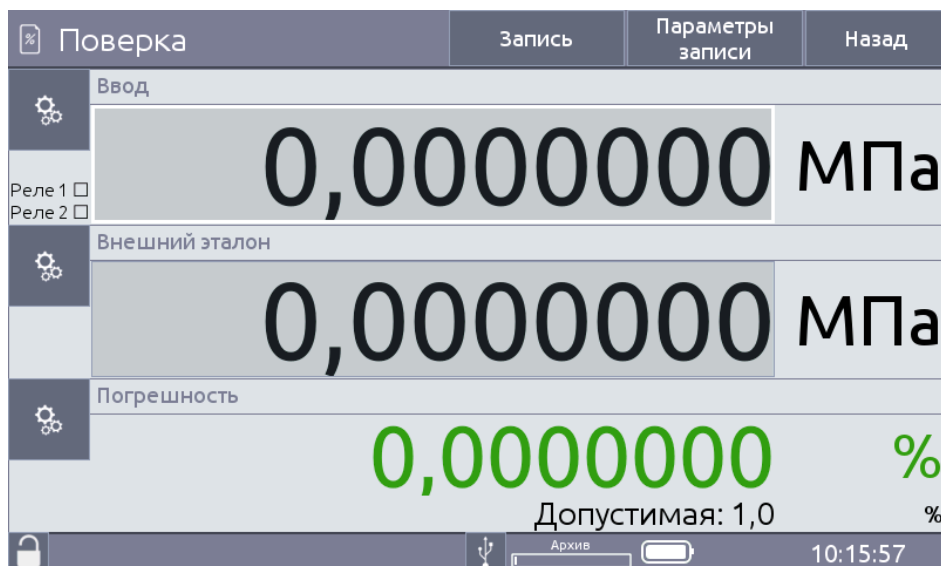 Поверка
Запись
Параметры
записи
Назад
Ввод
0,0000000 МПа
Реле 1
Реле 2
Внешний эталон
0,0000000 МПа
Погрешность
0,0000000 %
Допустимая: 1,0 %
Архив
10:15:57